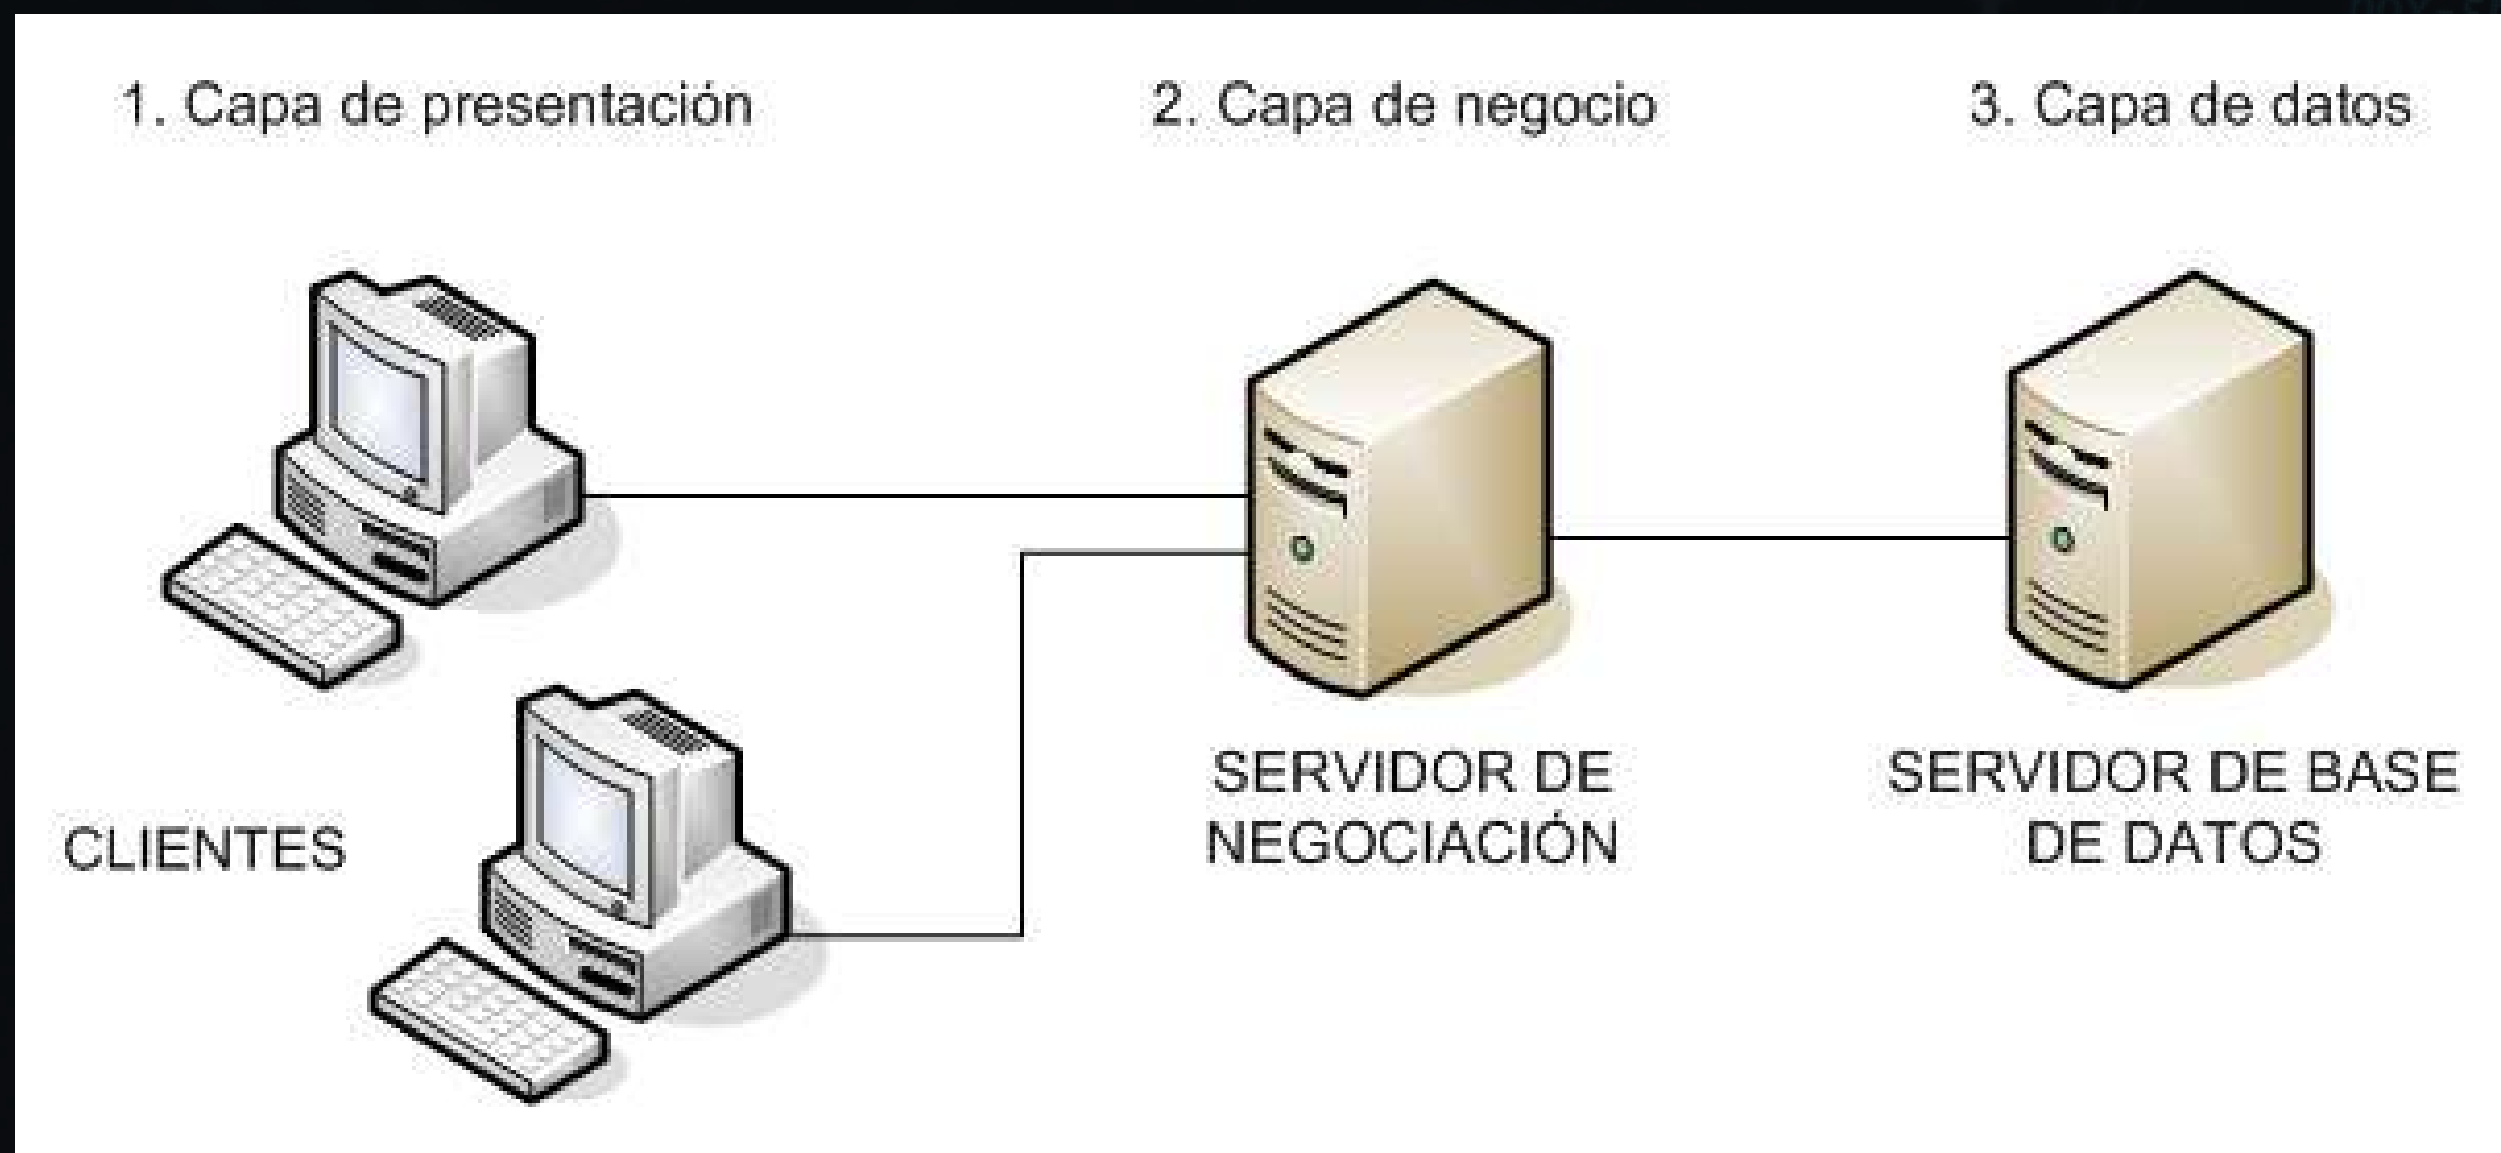 1. Capa de presentación
2. Capa de negocio
3. Capa de datos
CLIENTES
SERVIDOR DE
NEGOCIACIÓN
SERVIDOR DE BASE
DE DATOS